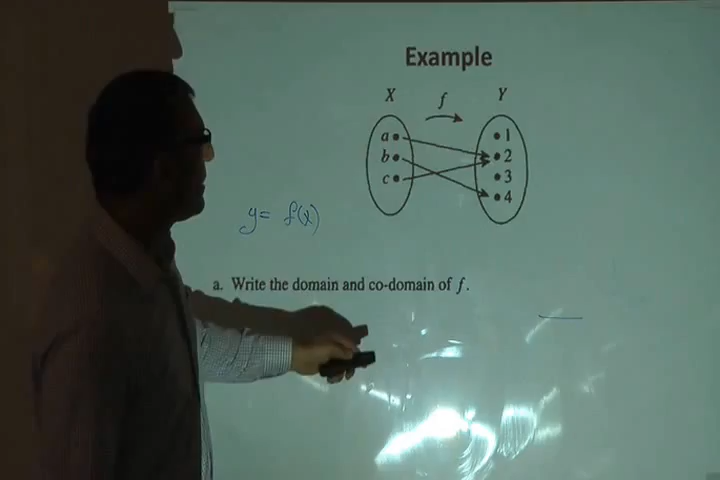 Example
X f Y
a 1
b 2
c 3
4
y= f(x)
a. Write the domain and co-domain of f.